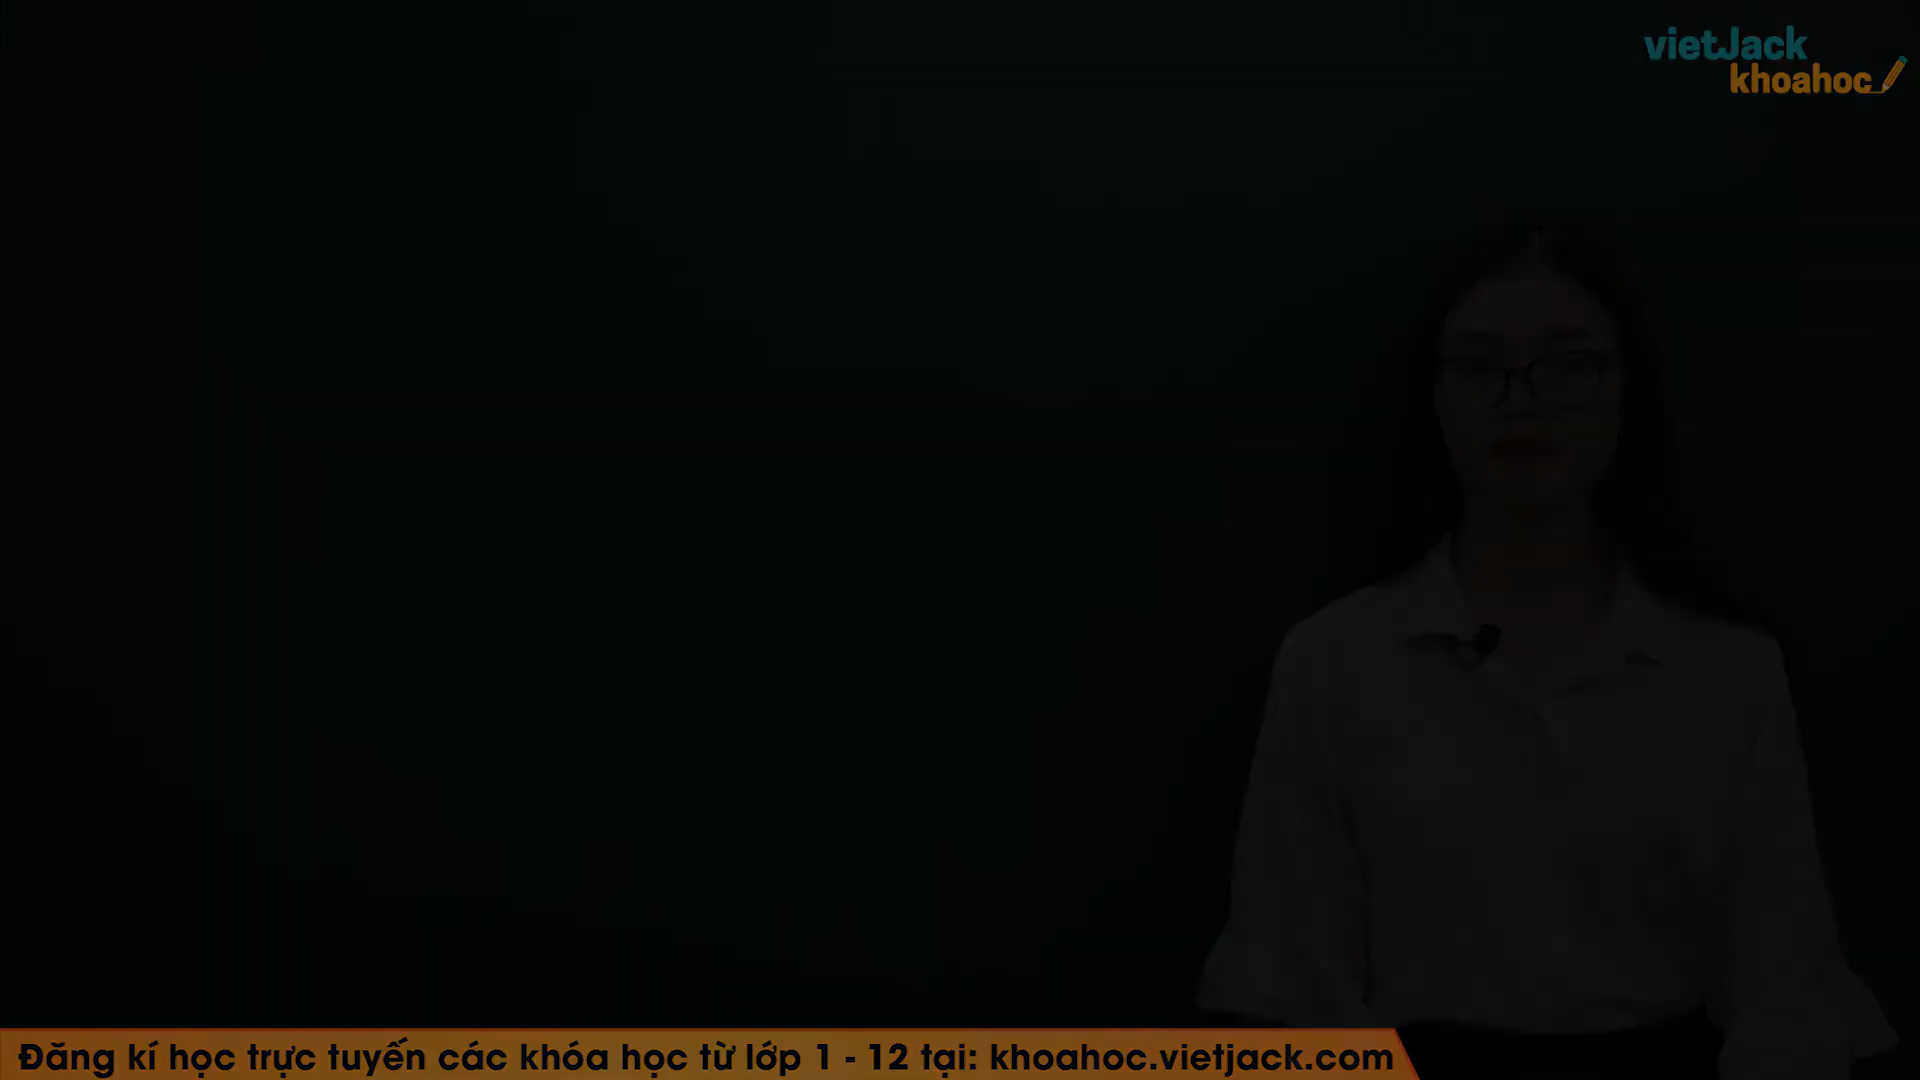 vietJack
khoahoc
Đăng kí học trực tuyến các khóa học từ lớp 1 - 12 tại: khoahoc.vietjack.com